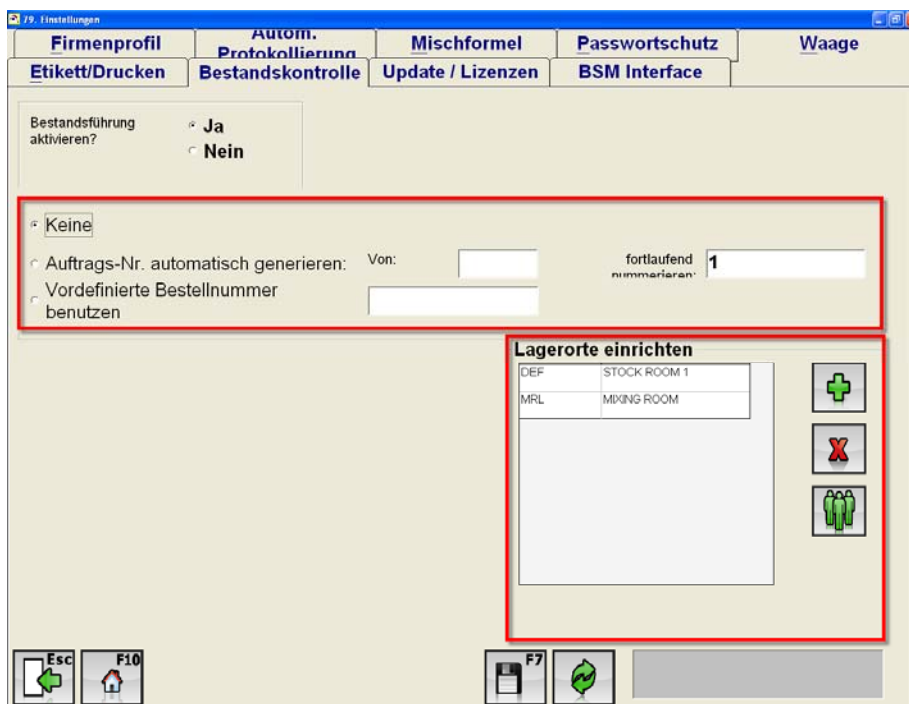 79. Einstellungen
Firmenprofil
Autom.
Protokollierung
Mischformel
Passwortschutz
Waage
Etikett/Drucken
Bestandskontrolle
Update / Lizenzen
BSM Interface
Bestandsführung
aktivieren?
Ja
Nein
Keine
Auftrags-Nr. automatisch generieren:
Von:
fortlaufend
nummerieren:
1
Vordefinierte Bestellnummer
benutzen
Lagerorte einrichten
DEF STOCK ROOM 1
MRL MIXING ROOM
Esc
F10
F7